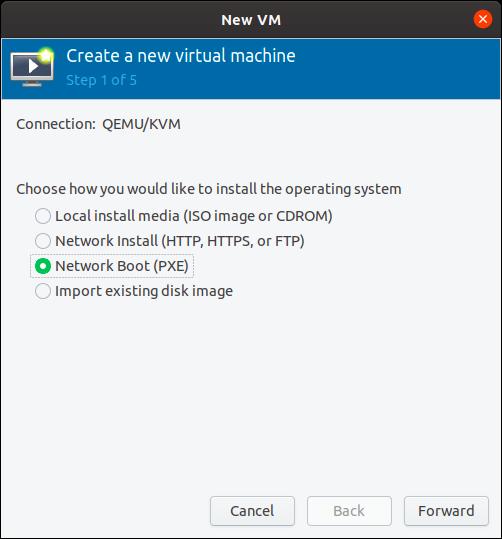 New VM
Create a new virtual machine
Step 1 of 5
Connection: QEMU/KVM
Choose how you would like to install the operating system
Local install media (ISO image or CDROM)
Network Install (HTTP, HTTPS, or FTP)
Network Boot (PXE)
Import existing disk image
Cancel Back Forward